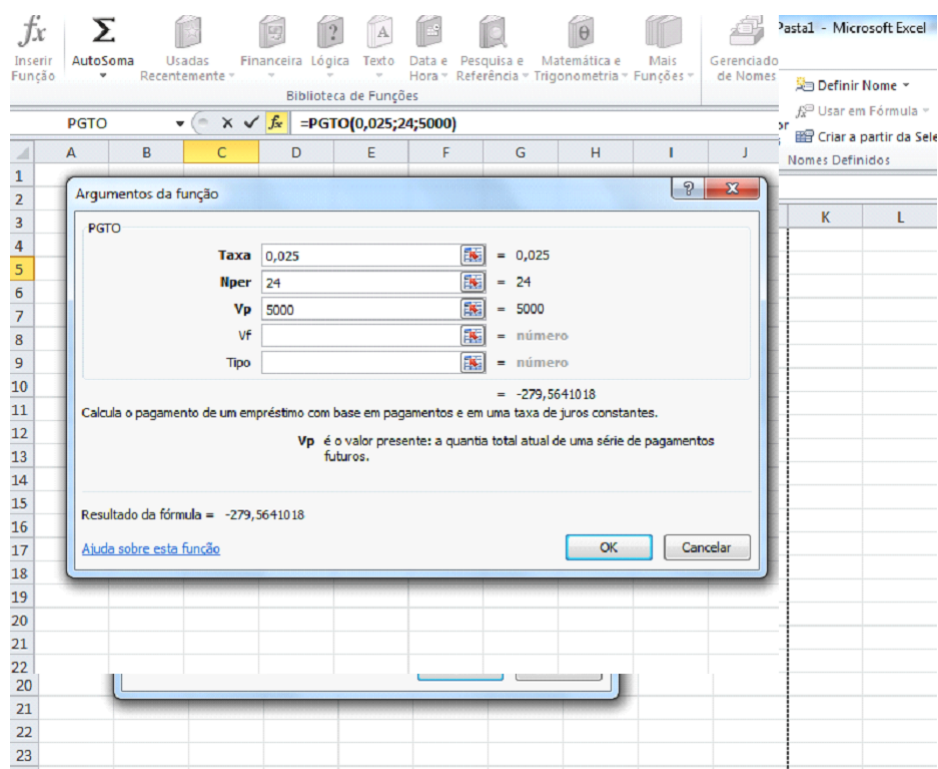 Pasta1 - Microsoft Excel
fx Σ ? A θ
Inserir Função
AutoSoma
Usadas Recentemente
Financeira
Lógica
Texto
Data e Hora
Pesquisa e Referência
Matemática e Trigonometria
Mais Funções
Gerenciado de Nomes
Biblioteca de Funções
Definir Nome
Usar em Fórmula
Criar a partir da Sele
Nomes Definidos
PGTO fx =PGTO(0,025;24;5000)
A B C D E F G H I J
K L
1
2
3
4
5
6
7
8
9
10
11
12
13
14
15
16
17
18
19
20
21
22
Argumentos da função ? X
PGTO
Taxa 0,025 = 0,025
Nper 24 = 24
Vp 5000 = 5000
Vf = número
Tipo = número
= -279,5641018
Calcula o pagamento de um empréstimo com base em pagamentos e em uma taxa de juros constantes.
Vp é o valor presente: a quantia total atual de uma série de pagamentos
futuros.
Resultado da fórmula = -279,5641018
Ajuda sobre esta função
OK Cancelar
20
21
22
23